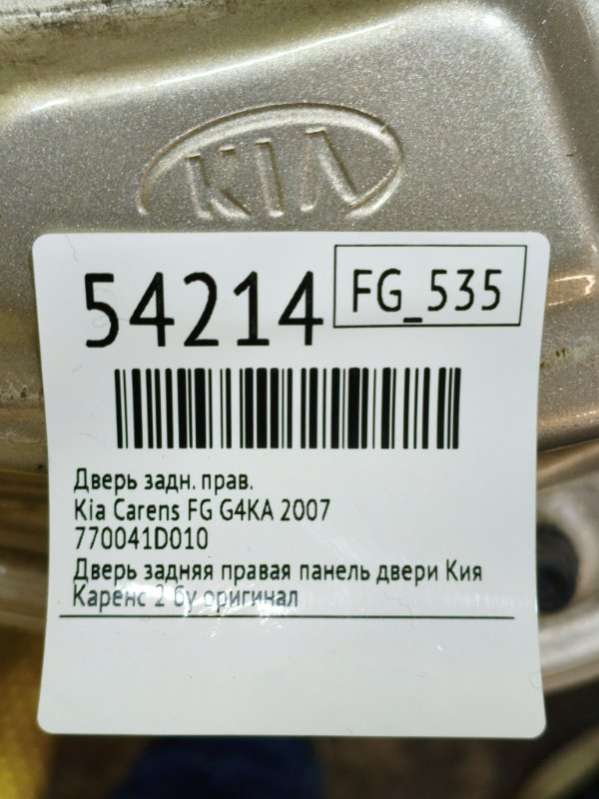 KIA
54214
FG_535
Дверь задн. прав.
Kia Carens FG G4KA 2007
770041D010
Дверь задняя правая панель двери Кия
Каренс 2 бу оригинал